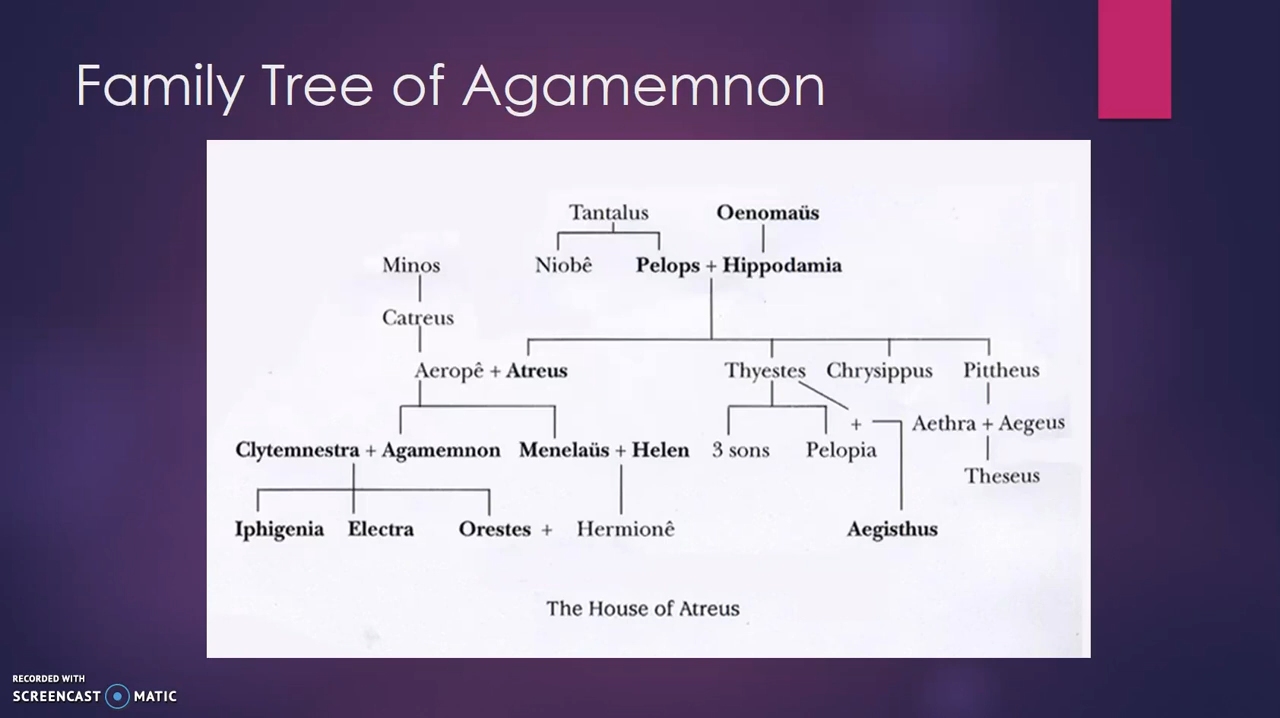 Family Tree of Agamemnon
Tantalus Oenomaüs
Minos Niobê Pelops + Hippodamia
Catreus
Aeropê + Atreus Thyestes Chrysippus Pittheus
+ Aethra + Aegeus
Clytemnestra + Agamemnon Menelaüs + Helen 3 sons Pelopia
Theseus
Iphigenia Electra Orestes + Hermionê Aegisthus
The House of Atreus
RECORDED WITH
SCREENCAST MATIC